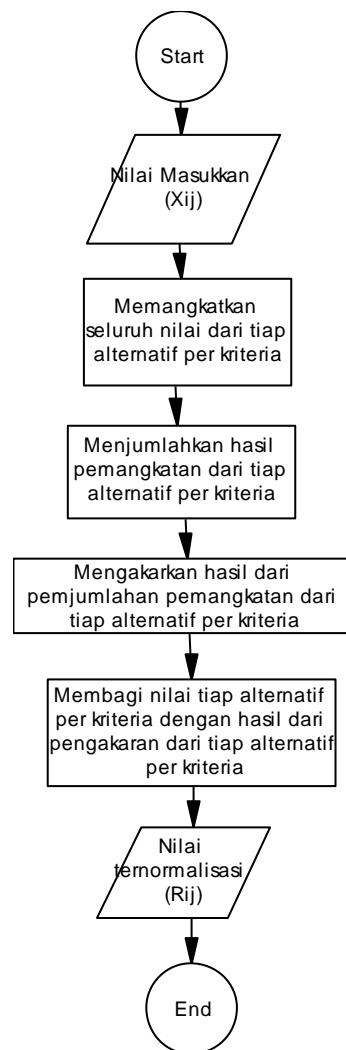 Start
Nilai Masukkan
(Xij)
Memangkatkan
seluruh nilai dari tiap
alternatif per kriteria
Menjumlahkan hasil
pemangkatan dari tiap
alternatif per kriteria
Mengakarkan hasil dari
pemjumlahan pemangkatan dari
tiap alternatif per kriteria
Membagi nilai tiap alternatif
per kriteria dengan hasil dari
pengakaran dari tiap alternatif
per kriteria
Nilai
ternormalisasi
(Rij)
End